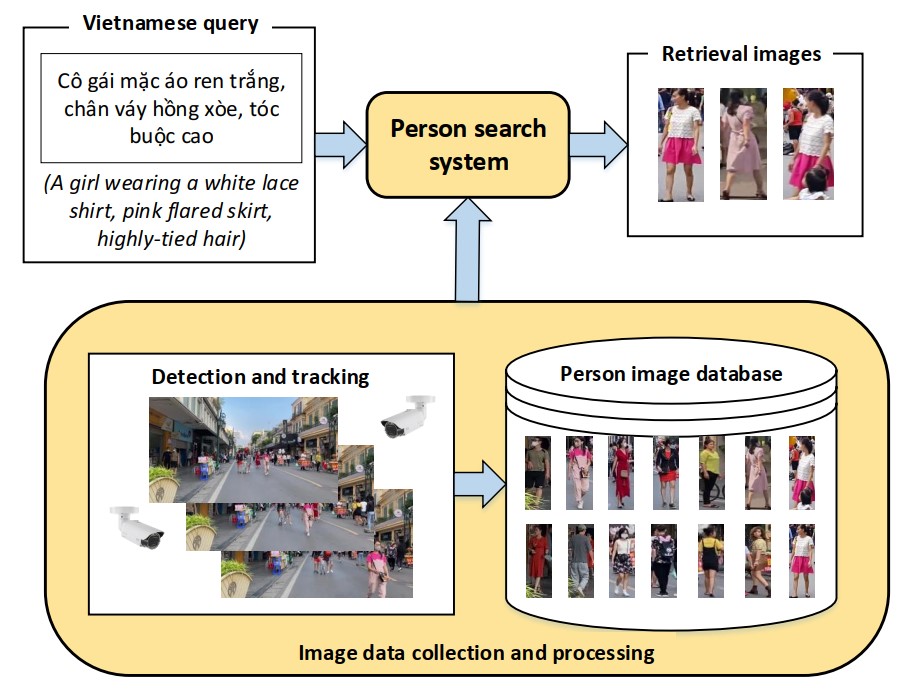 Vietnamese query
Cô gái mặc áo ren trắng,
chân váy hồng xòe, tóc
buộc cao
(A girl wearing a white lace
shirt, pink flared skirt,
highly-tied hair)
Person search
system
Retrieval images
Detection and tracking
Person image database
Image data collection and processing